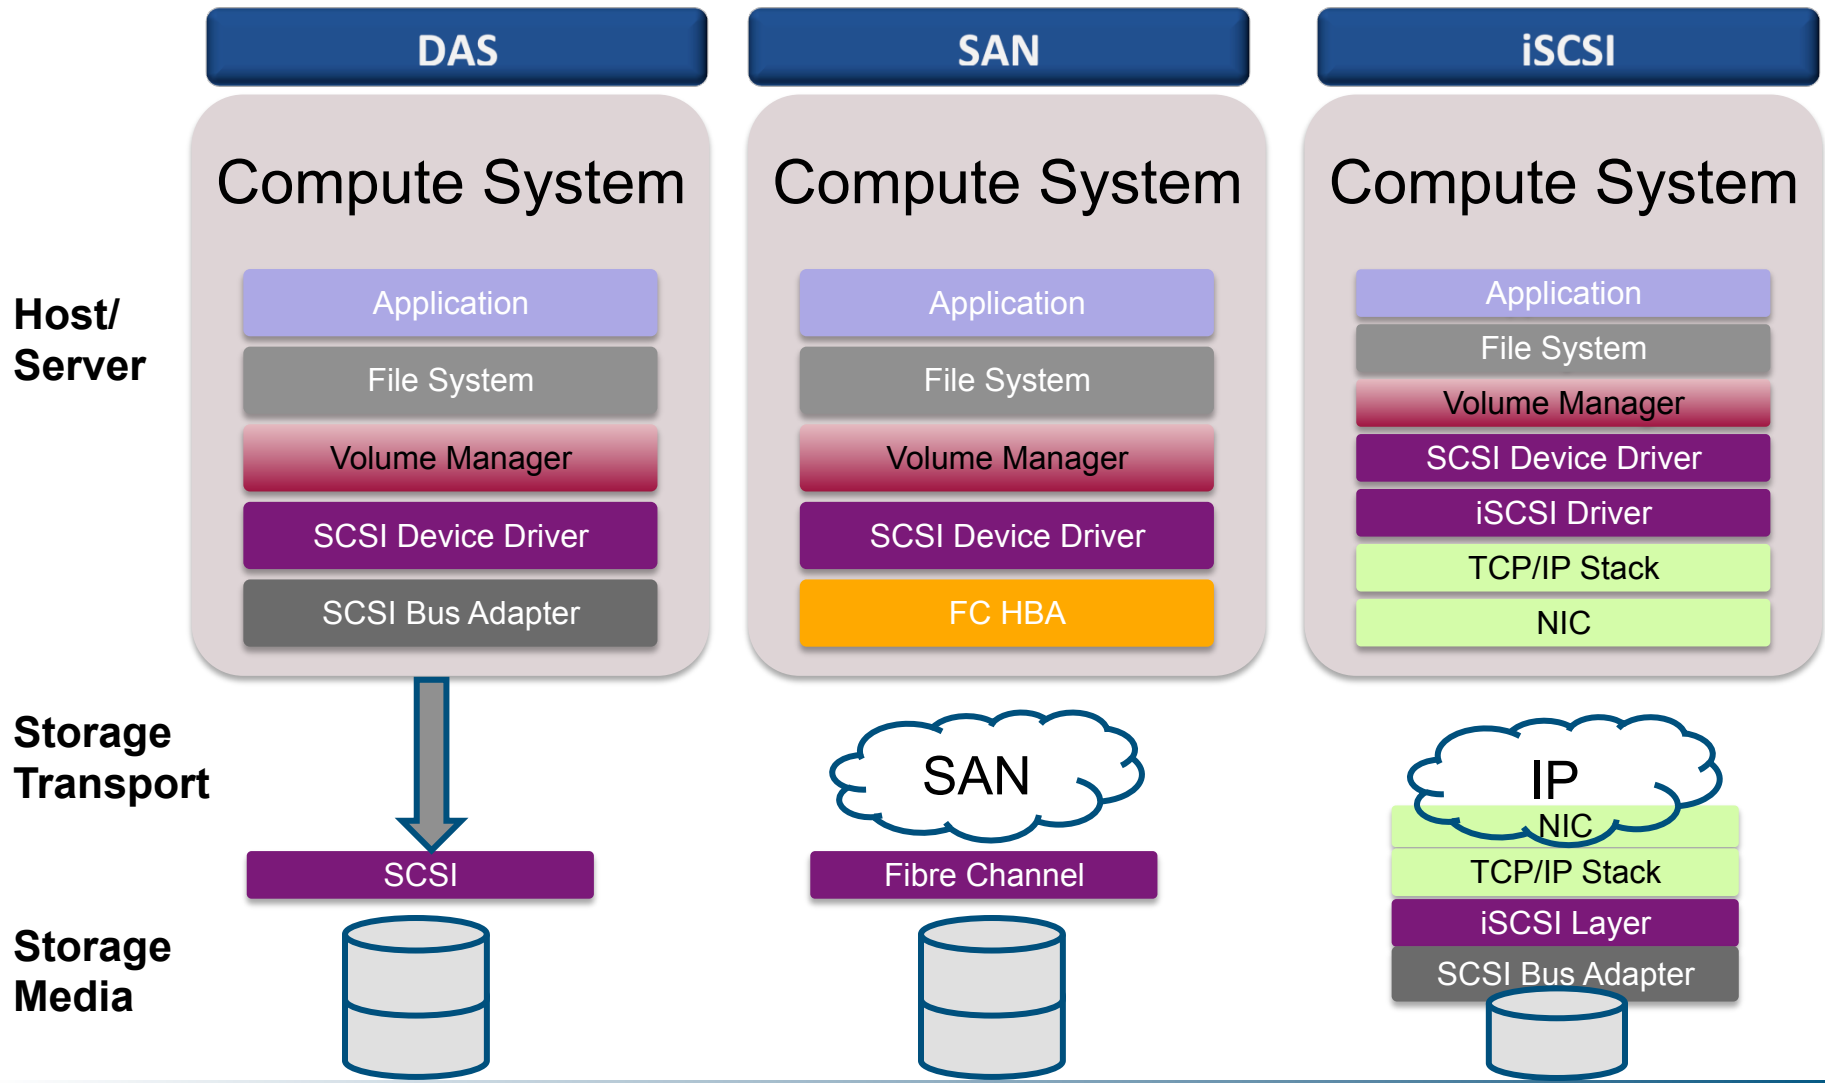 DAS
SAN
iSCSI
Host/
Server
Compute System
Application
File System
Volume Manager
SCSI Device Driver
SCSI Bus Adapter
Compute System
Application
File System
Volume Manager
SCSI Device Driver
FC HBA
Compute System
Application
File System
Volume Manager
SCSI Device Driver
iSCSI Driver
TCP/IP Stack
NIC
Storage
Transport
SCSI
SAN
Fibre Channel
IP
NIC
TCP/IP Stack
iSCSI Layer
SCSI Bus Adapter
Storage
Media